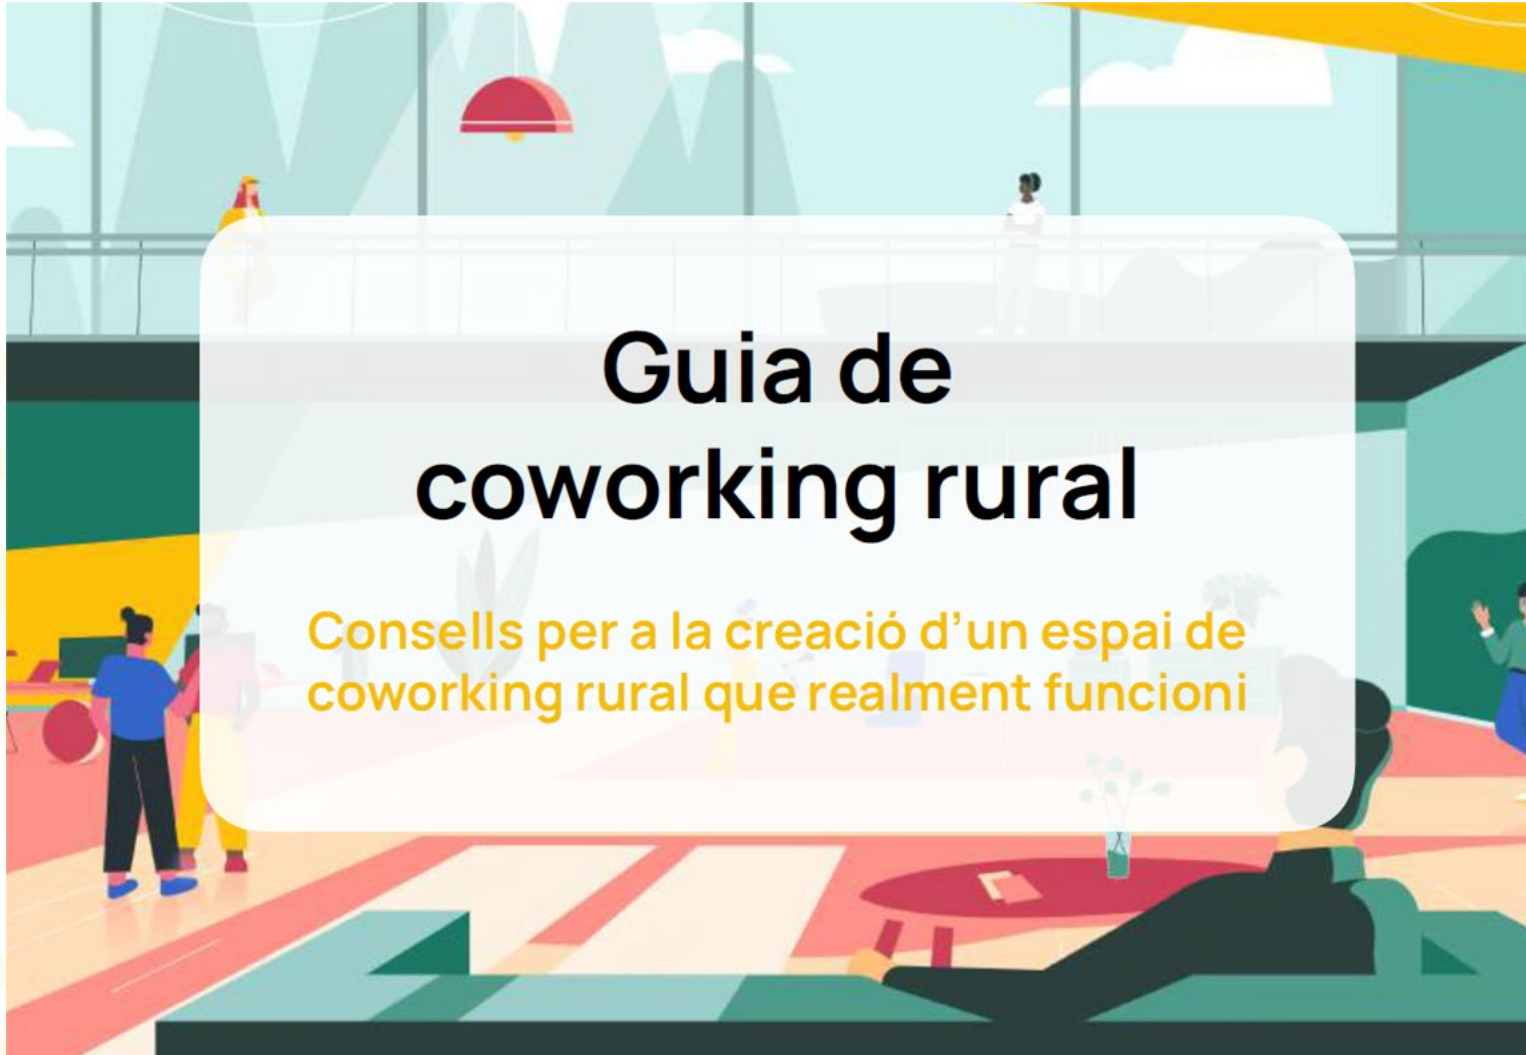 Guia de
coworking rural
Consells per a la creació d’un espai de
coworking rural que realment funcioni